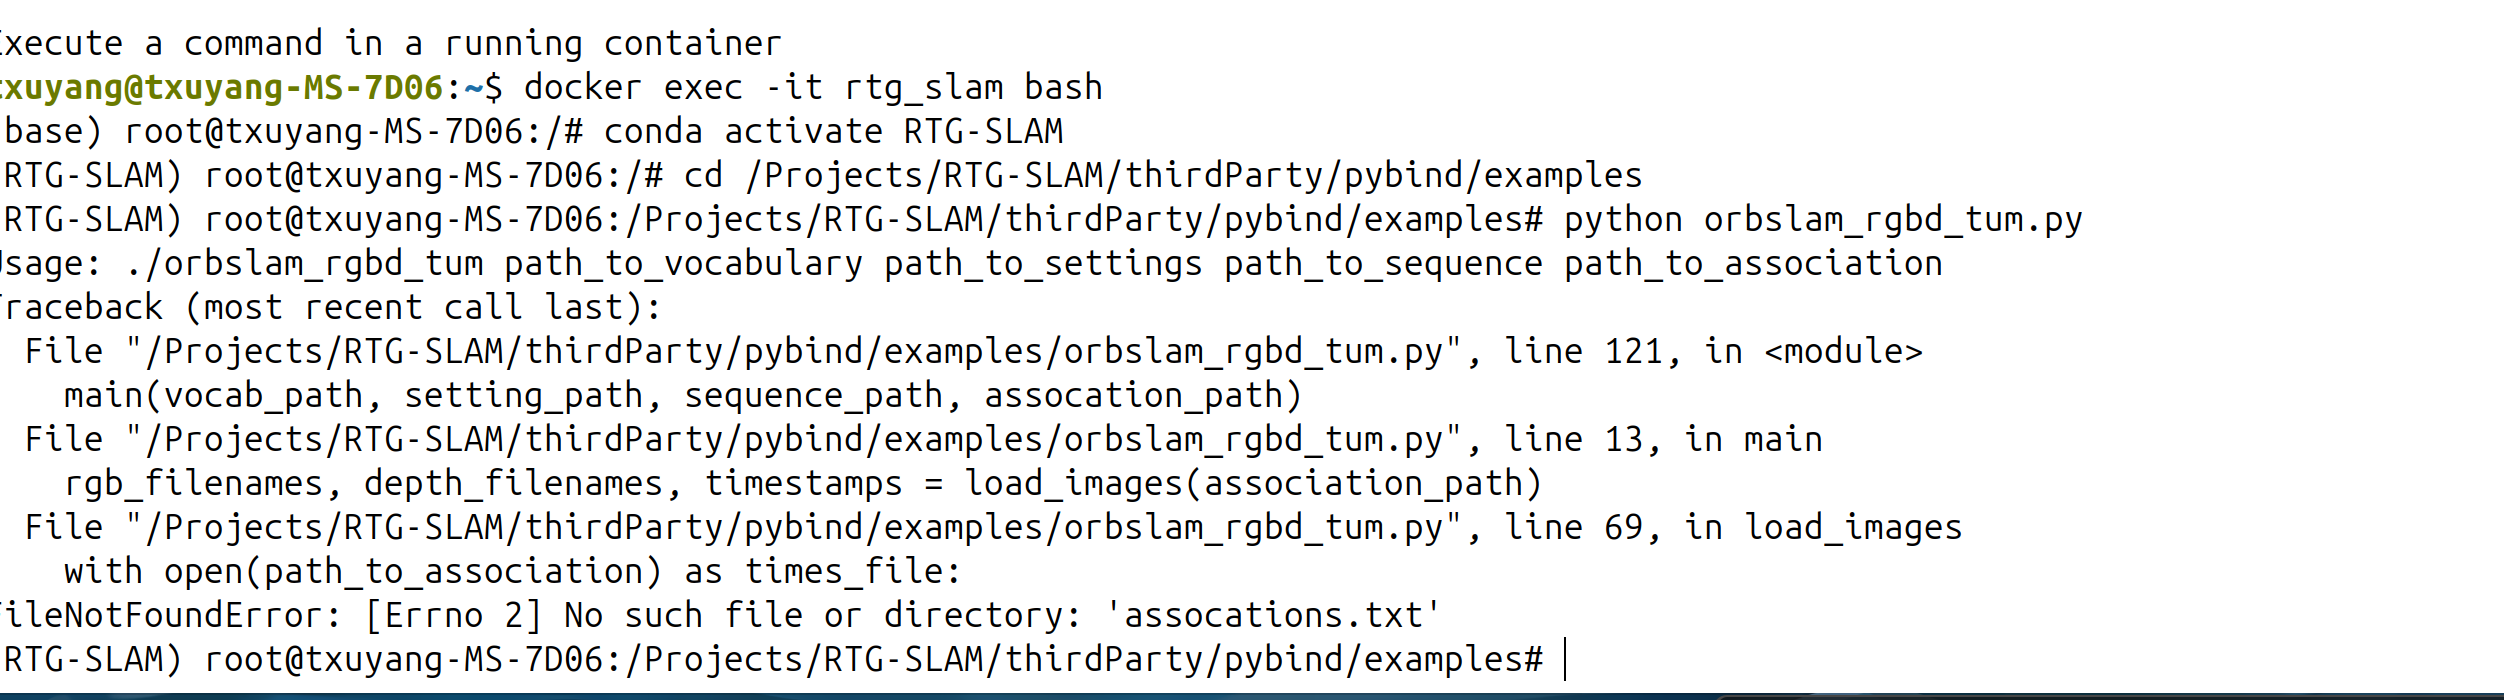 xecute a command in a running container
txuyang@txuyang-MS-7D06:~$ docker exec -it rtg_slam bash
base) root@txuyang-MS-7D06:/# conda activate RTG-SLAM
RTG-SLAM) root@txuyang-MS-7D06:/# cd /Projects/RTG-SLAM/thirdParty/pybind/examples
RTG-SLAM) root@txuyang-MS-7D06:/Projects/RTG-SLAM/thirdParty/pybind/examples# python orbslam_rgbd_tum.py
Usage: ./orbslam_rgbd_tum path_to_vocabulary path_to_settings path_to_sequence path_to_association
Traceback (most recent call last):
  File "/Projects/RTG-SLAM/thirdParty/pybind/examples/orbslam_rgbd_tum.py", line 121, in <module>
    main(vocab_path, setting_path, sequence_path, assocation_path)
  File "/Projects/RTG-SLAM/thirdParty/pybind/examples/orbslam_rgbd_tum.py", line 13, in main
    rgb_filenames, depth_filenames, timestamps = load_images(association_path)
  File "/Projects/RTG-SLAM/thirdParty/pybind/examples/orbslam_rgbd_tum.py", line 69, in load_images
    with open(path_to_association) as times_file:
FileNotFoundError: [Errno 2] No such file or directory: 'assocations.txt'
RTG-SLAM) root@txuyang-MS-7D06:/Projects/RTG-SLAM/thirdParty/pybind/examples#